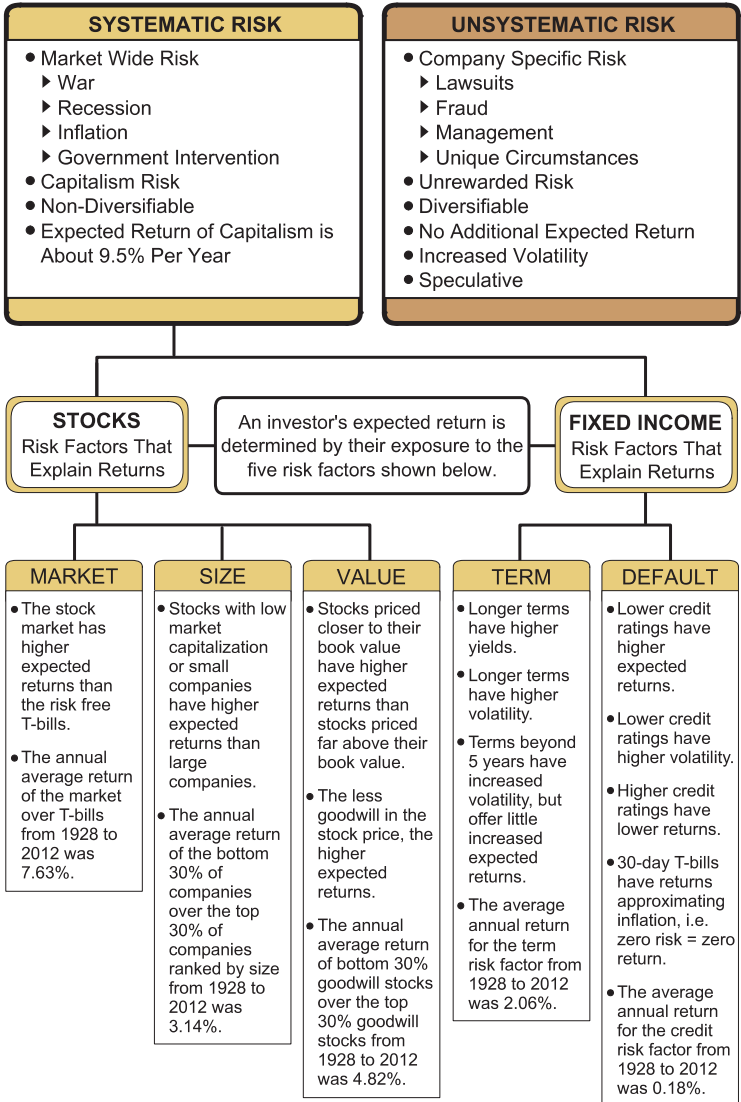 SYSTEMATIC RISK
● Market Wide Risk
▶ War
▶ Recession
▶ Inflation
▶ Government Intervention
● Capitalism Risk
● Non-Diversifiable
● Expected Return of Capitalism is
About 9.5% Per Year
UNSYSTEMATIC RISK
● Company Specific Risk
▶ Lawsuits
▶ Fraud
▶ Management
▶ Unique Circumstances
● Unrewarded Risk
● Diversifiable
● No Additional Expected Return
● Increased Volatility
● Speculative
STOCKS
Risk Factors That
Explain Returns
An investor's expected return is
determined by their exposure to the
five risk factors shown below.
FIXED INCOME
Risk Factors That
Explain Returns
MARKET
● The stock
market has
higher
expected
returns than
the risk free
T-bills.
● The annual
average return
of the market
over T-bills
from 1928 to
2012 was
7.63%.
SIZE
● Stocks with low
market
capitalization
or small
companies
have higher
expected
returns than
large
companies.
● The annual
average return
of the bottom
30% of
companies
over the top
30% of
companies
ranked by size
from 1928 to
2012 was
3.14%.
VALUE
● Stocks priced
closer to their
book value
have higher
expected
returns than
stocks priced
far above their
book value.
● The less
goodwill in the
stock price, the
higher
expected
returns.
● The annual
average return
of bottom 30%
goodwill stocks
over the top
30% goodwill
stocks from
1928 to 2012
was 4.82%.
TERM
● Longer terms
have higher
yields.
● Longer terms
have higher
volatility.
● Terms beyond
5 years have
increased
volatility, but
offer little
increased
expected
returns.
● The average
annual return
for the term
risk factor from
1928 to 2012
was 2.06%.
DEFAULT
● Lower credit
ratings have
higher
expected
returns.
● Lower credit
ratings have
higher volatility.
● Higher credit
ratings have
lower returns.
● 30-day T-bills
have returns
approximating
inflation, i.e.
zero risk = zero
return.
● The average
annual return
for the credit
risk factor from
1928 to 2012
was 0.18%.